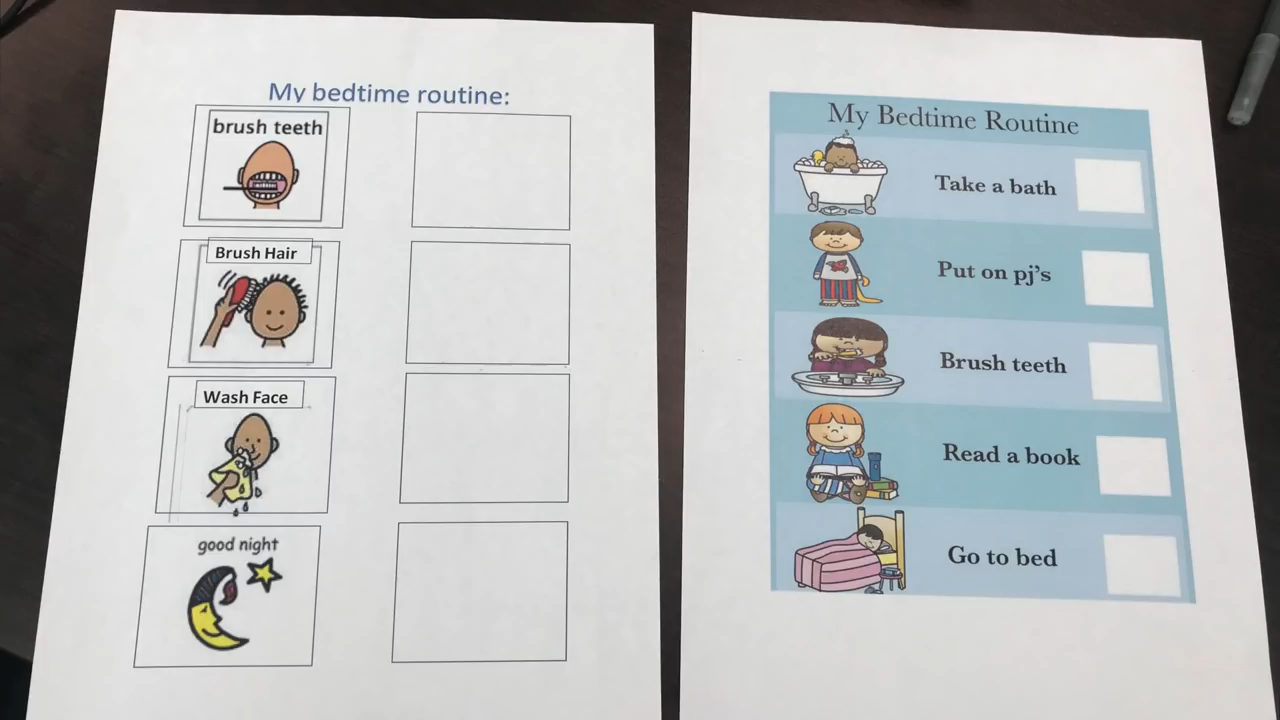 My bedtime routine:
brush teeth
Brush Hair
Wash Face
good night
My Bedtime Routine
Take a bath
Put on pj's
Brush teeth
Read a book
Go to bed